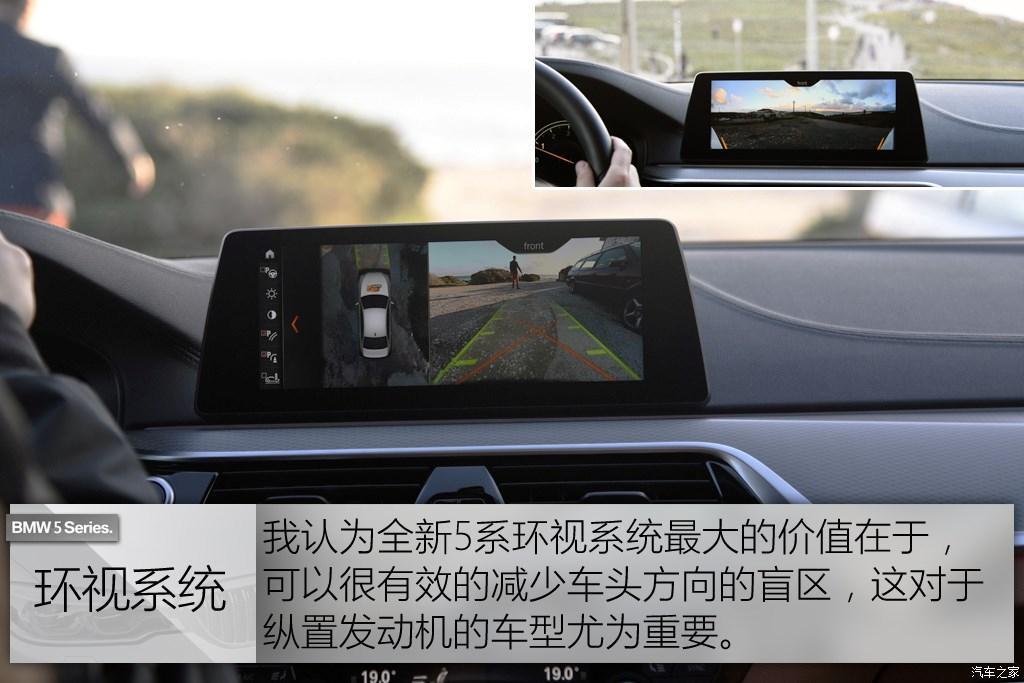 front
front
BMW 5 Series.
环视系统
我认为全新5系环视系统最大的价值在于，
可以很有效的减少车头方向的盲区，这对于
纵置发动机的车型尤为重要。
19.0°
19.0°
汽车之家